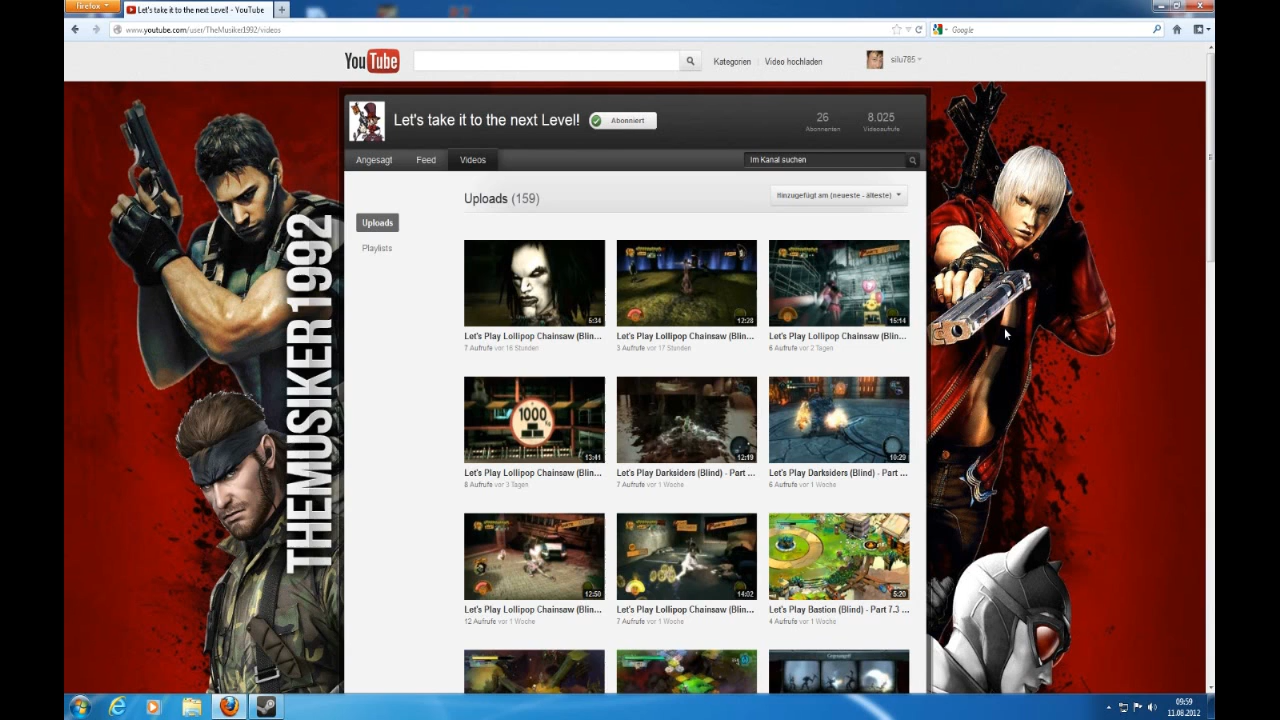 firefox
Let's take it to the next Level! - YouTube
www.youtube.com/user/TheMusiker1992/videos
Google
YouTube
Kategorien
Video hochladen
silu785
Let's take it to the next Level!
Abonniert
26
Abonnenten
8.025
Videoaufrufe
Angesagt
Feed
Videos
Im Kanal suchen
Uploads (159)
Hinzugefügt am (neueste - älteste)
Uploads
Playlists
THEMUSIKER1992
5:34
12:28
15:14
Let's Play Lollipop Chainsaw (Blin...
Let's Play Lollipop Chainsaw (Blin...
Let's Play Lollipop Chainsaw (Blin...
7 Aufrufe vor 16 Stunden
3 Aufrufe vor 17 Stunden
6 Aufrufe vor 2 Tagen
1000
13:41
12:19
10:29
Let's Play Lollipop Chainsaw (Blin...
Let's Play Darksiders (Blind) - Part ...
Let's Play Darksiders (Blind) - Part ...
8 Aufrufe vor 3 Tagen
7 Aufrufe vor 1 Woche
6 Aufrufe vor 1 Woche
12:50
14:02
5:20
Let's Play Lollipop Chainsaw (Blin...
Let's Play Lollipop Chainsaw (Blin...
Let's Play Bastion (Blind) - Part 7.3 ...
12 Aufrufe vor 1 Woche
7 Aufrufe vor 1 Woche
4 Aufrufe vor 1 Woche
09:59
11.08.2012